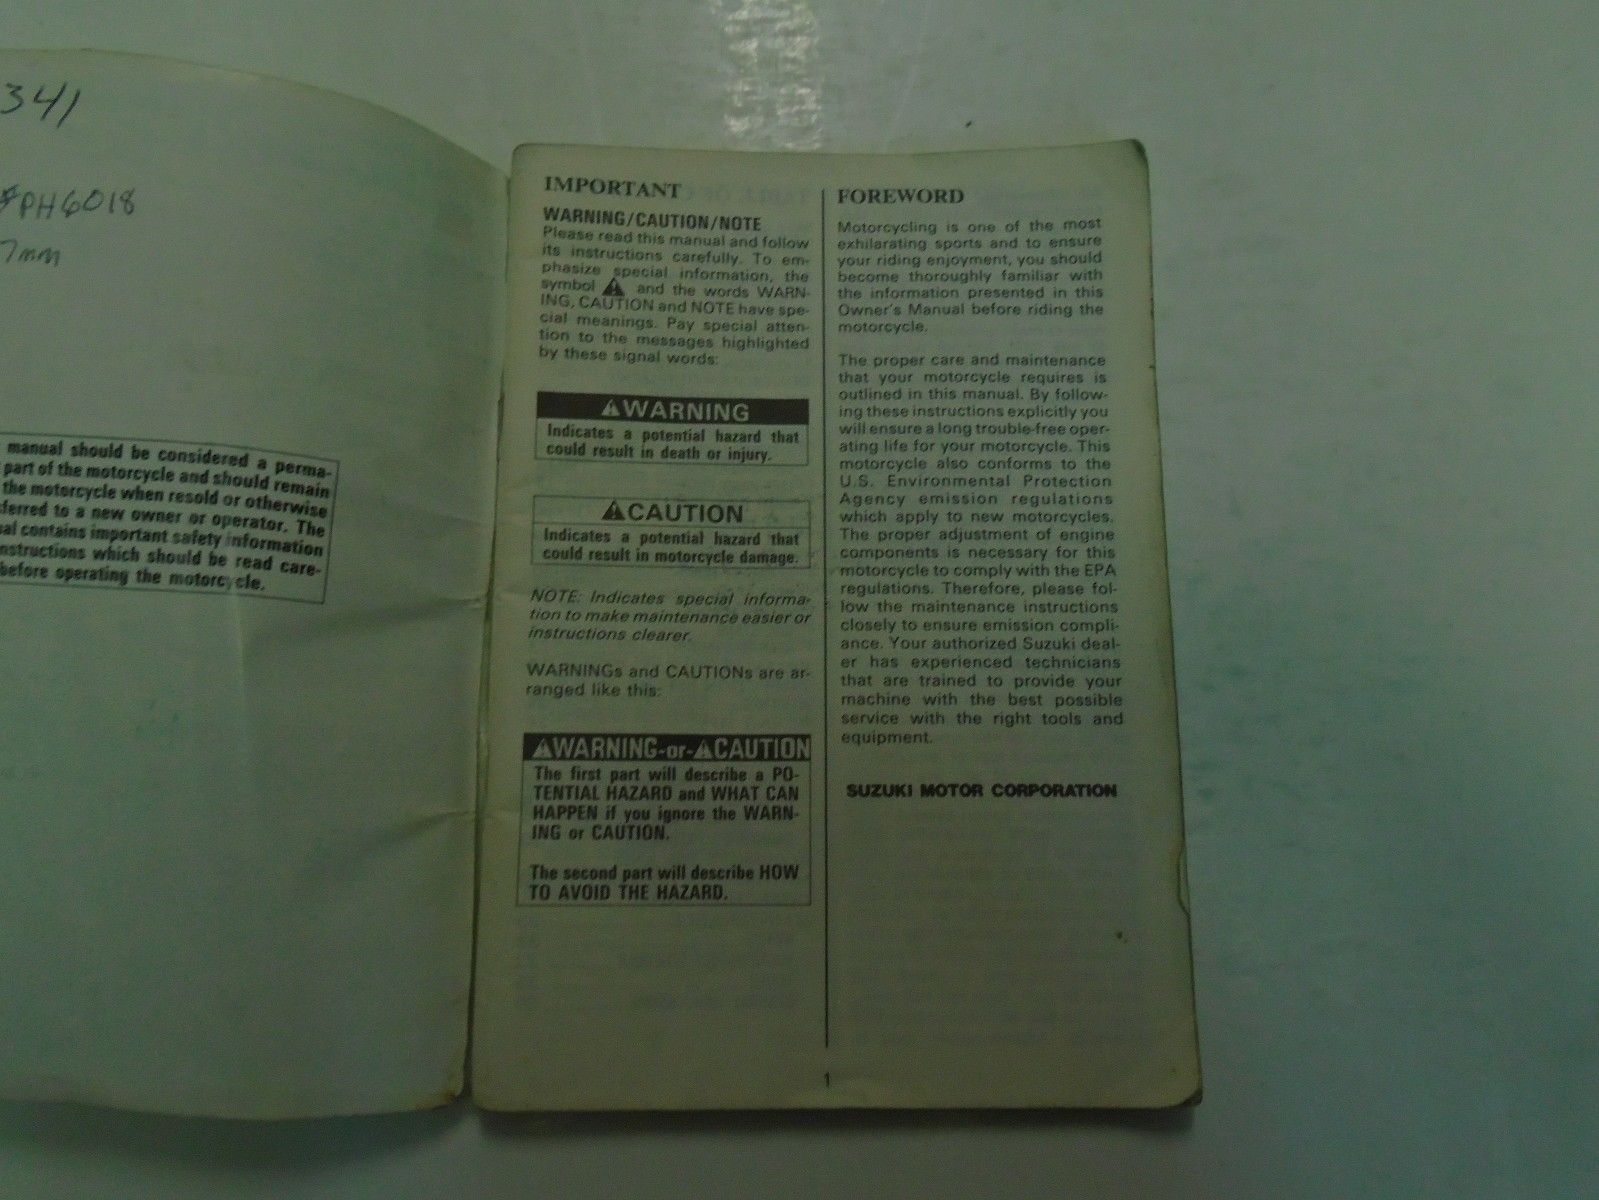 341
#PH6018
7mm
manual should be considered a perma-
part of the motorcycle and should remain
the motorcycle when resold or otherwise
ferred to a new owner or operator. The
al contains important safety information
nstructions which should be read care-
before operating the motorcycle.
IMPORTANT
WARNING/CAUTION/NOTE
Please read this manual and follow
its instructions carefully. To em-
phasize special information, the
symbol ⚠ and the words WARN-
ING, CAUTION and NOTE have spe-
cial meanings. Pay special atten-
tion to the messages highlighted
by these signal words:
⚠WARNING
Indicates a potential hazard that
could result in death or injury.
⚠CAUTION
Indicates a potential hazard that
could result in motorcycle damage.
NOTE: Indicates special informa-
tion to make maintenance easier or
instructions clearer.
WARNINGs and CAUTIONs are ar-
ranged like this:
⚠WARNING-or-⚠CAUTION
The first part will describe a PO-
TENTIAL HAZARD and WHAT CAN
HAPPEN if you ignore the WARN-
ING or CAUTION.
The second part will describe HOW
TO AVOID THE HAZARD.
FOREWORD
Motorcycling is one of the most
exhilarating sports and to ensure
your riding enjoyment, you should
become thoroughly familiar with
the information presented in this
Owner's Manual before riding the
motorcycle.
The proper care and maintenance
that your motorcycle requires is
outlined in this manual. By follow-
ing these instructions explicitly you
will ensure a long trouble-free oper-
ating life for your motorcycle. This
motorcycle also conforms to the
U.S. Environmental Protection
Agency emission regulations
which apply to new motorcycles.
The proper adjustment of engine
components is necessary for this
motorcycle to comply with the EPA
regulations. Therefore, please fol-
low the maintenance instructions
closely to ensure emission compli-
ance. Your authorized Suzuki deal-
er has experienced technicians
that are trained to provide your
machine with the best possible
service with the right tools and
equipment.
SUZUKI MOTOR CORPORATION
1